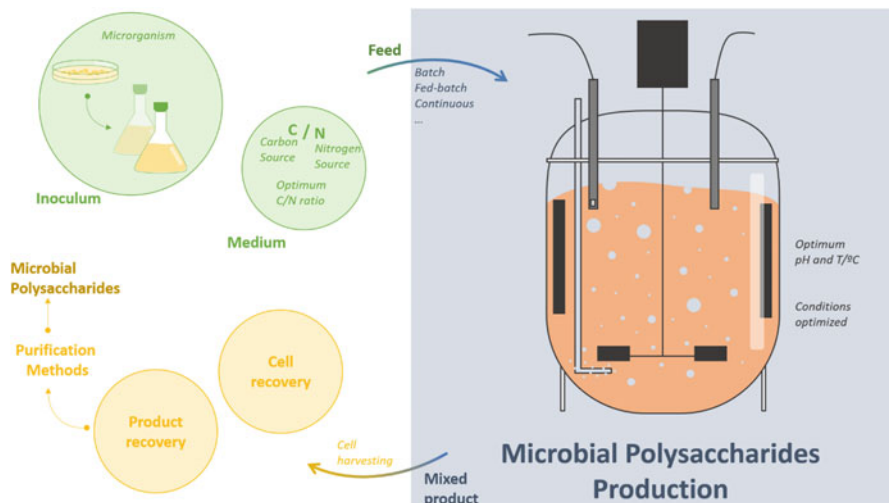 Microrganism
Inoculum
C / N
Carbon
Source
Nitrogen
Source
Optimum
C/N ratio
Medium
Feed
Batch
Fed-batch
Continuous
...
Optimum
pH and T/ºC
Conditions
optimized
Microbial Polysaccharides
Production
Mixed
product
Cell
harvesting
Cell
recovery
Product
recovery
Purification
Methods
Microbial
Polysaccharides